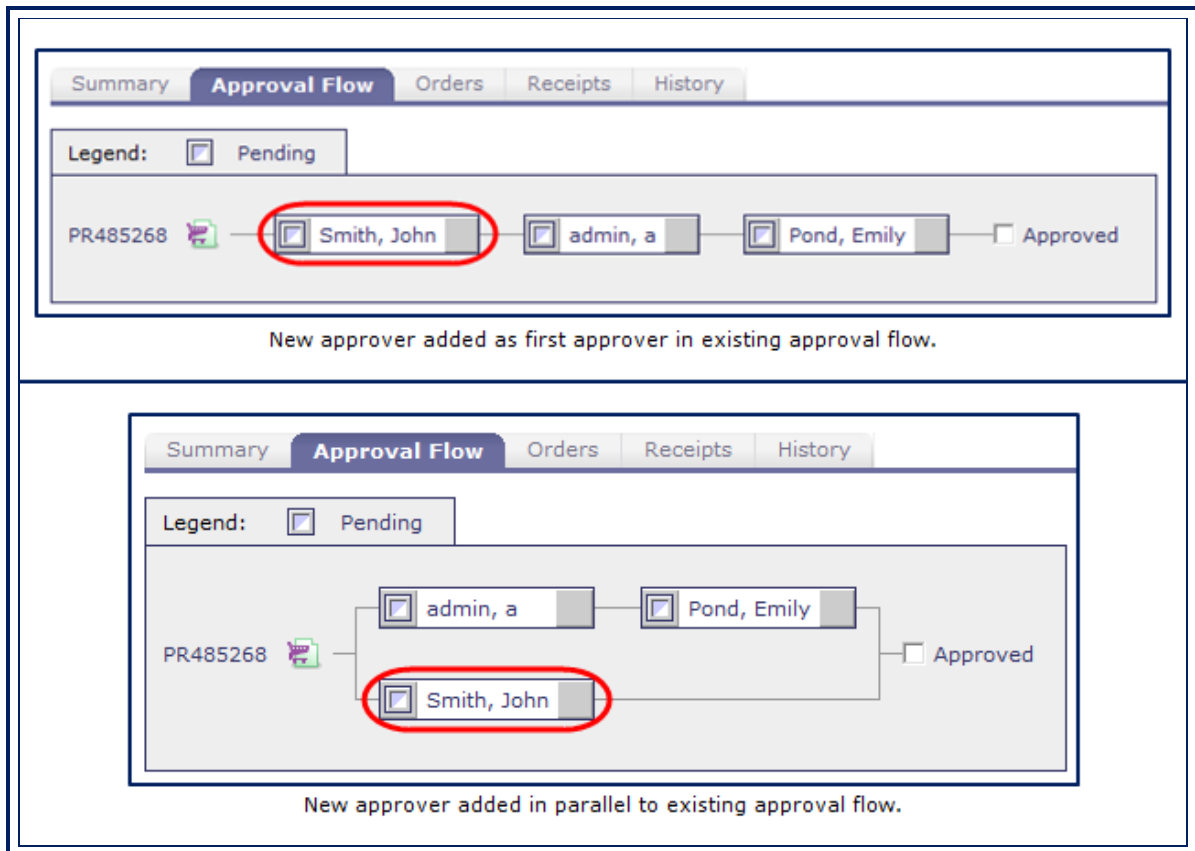 Summary Approval Flow Orders Receipts History
Legend: Pending
PR485268 Smith, John admin, a Pond, Emily Approved
New approver added as first approver in existing approval flow.
Summary Approval Flow Orders Receipts History
Legend: Pending
admin, a Pond, Emily
PR485268 Approved
Smith, John
New approver added in parallel to existing approval flow.